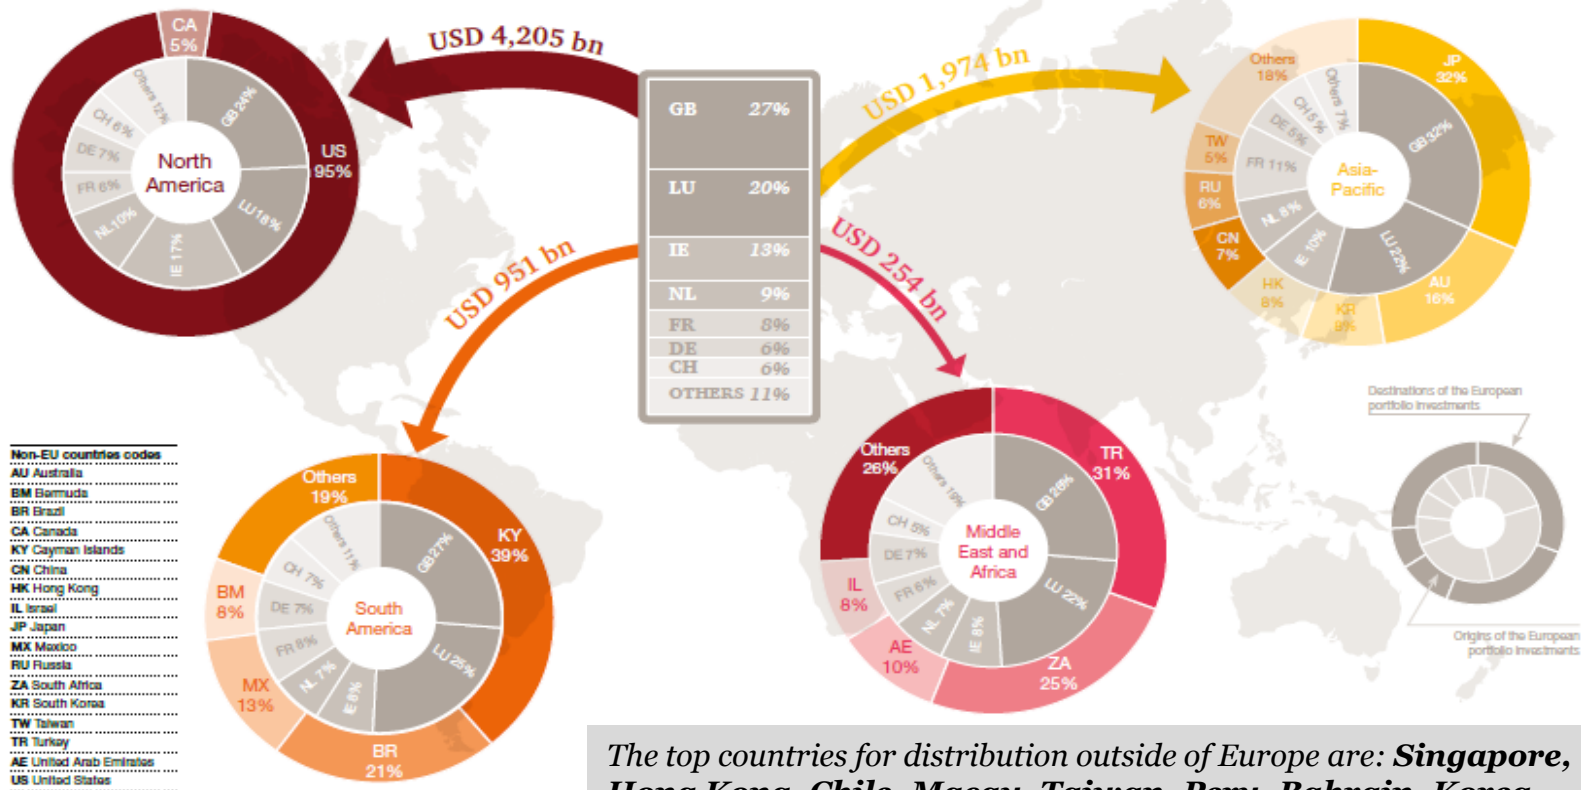 CA
5%
US
95%
GB 24%
LU 18%
IE 17%
NL 10%
FR 6%
DE 7%
CH 6%
Others 12%
North
America
USD 4,205 bn
USD 1,974 bn
USD 951 bn
USD 254 bn
GB 27%
LU 20%
IE 13%
NL 9%
FR 8%
DE 6%
CH 6%
OTHERS 11%
JP
32%
AU
16%
KR
8%
HK
8%
CN
7%
RU
6%
TW
5%
Others
18%
GB 32%
LU 22%
IE 10%
NL 8%
FR 11%
DE 5%
CH 5%
Others 7%
Asia-
Pacific
Destinations of the European
portfolio investments
Origins of the European
portfolio investments
Non-EU countries codes
AU Australia
BM Bermuda
BR Brazil
CA Canada
KY Cayman Islands
CN China
HK Hong Kong
IL Israel
JP Japan
MX Mexico
RU Russia
ZA South Africa
KR South Korea
TW Taiwan
TR Turkey
AE United Arab Emirates
US United States
KY
39%
BR
21%
MX
13%
BM
8%
Others
19%
GB 27%
LU 25%
IE 8%
NL 7%
FR 8%
DE 7%
CH 7%
Others 11%
South
America
TR
31%
ZA
25%
AE
10%
IL
8%
Others
26%
GB 26%
LU 22%
IE 8%
NL 7%
FR 6%
DE 7%
CH 5%
Others 19%
Middle
East and
Africa
The top countries for distribution outside of Europe are: Singapore,
Hong Kong, Chile, Macau, Taiwan, Peru, Bahrain, Korea